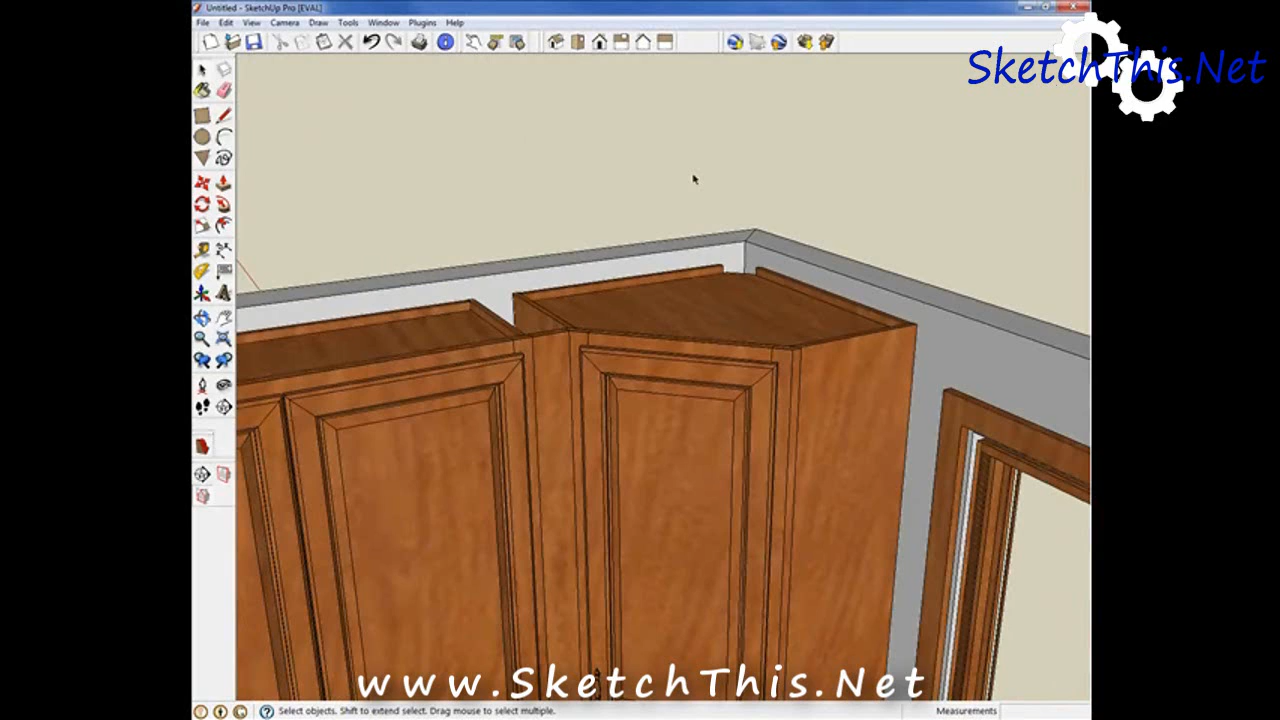 Untitled - SketchUp Pro [EVAL]
File Edit View Camera Draw Tools Window Plugins Help
SketchThis.Net
www.SketchThis.Net
Select objects. Shift to extend select. Drag mouse to select multiple.
Measurements